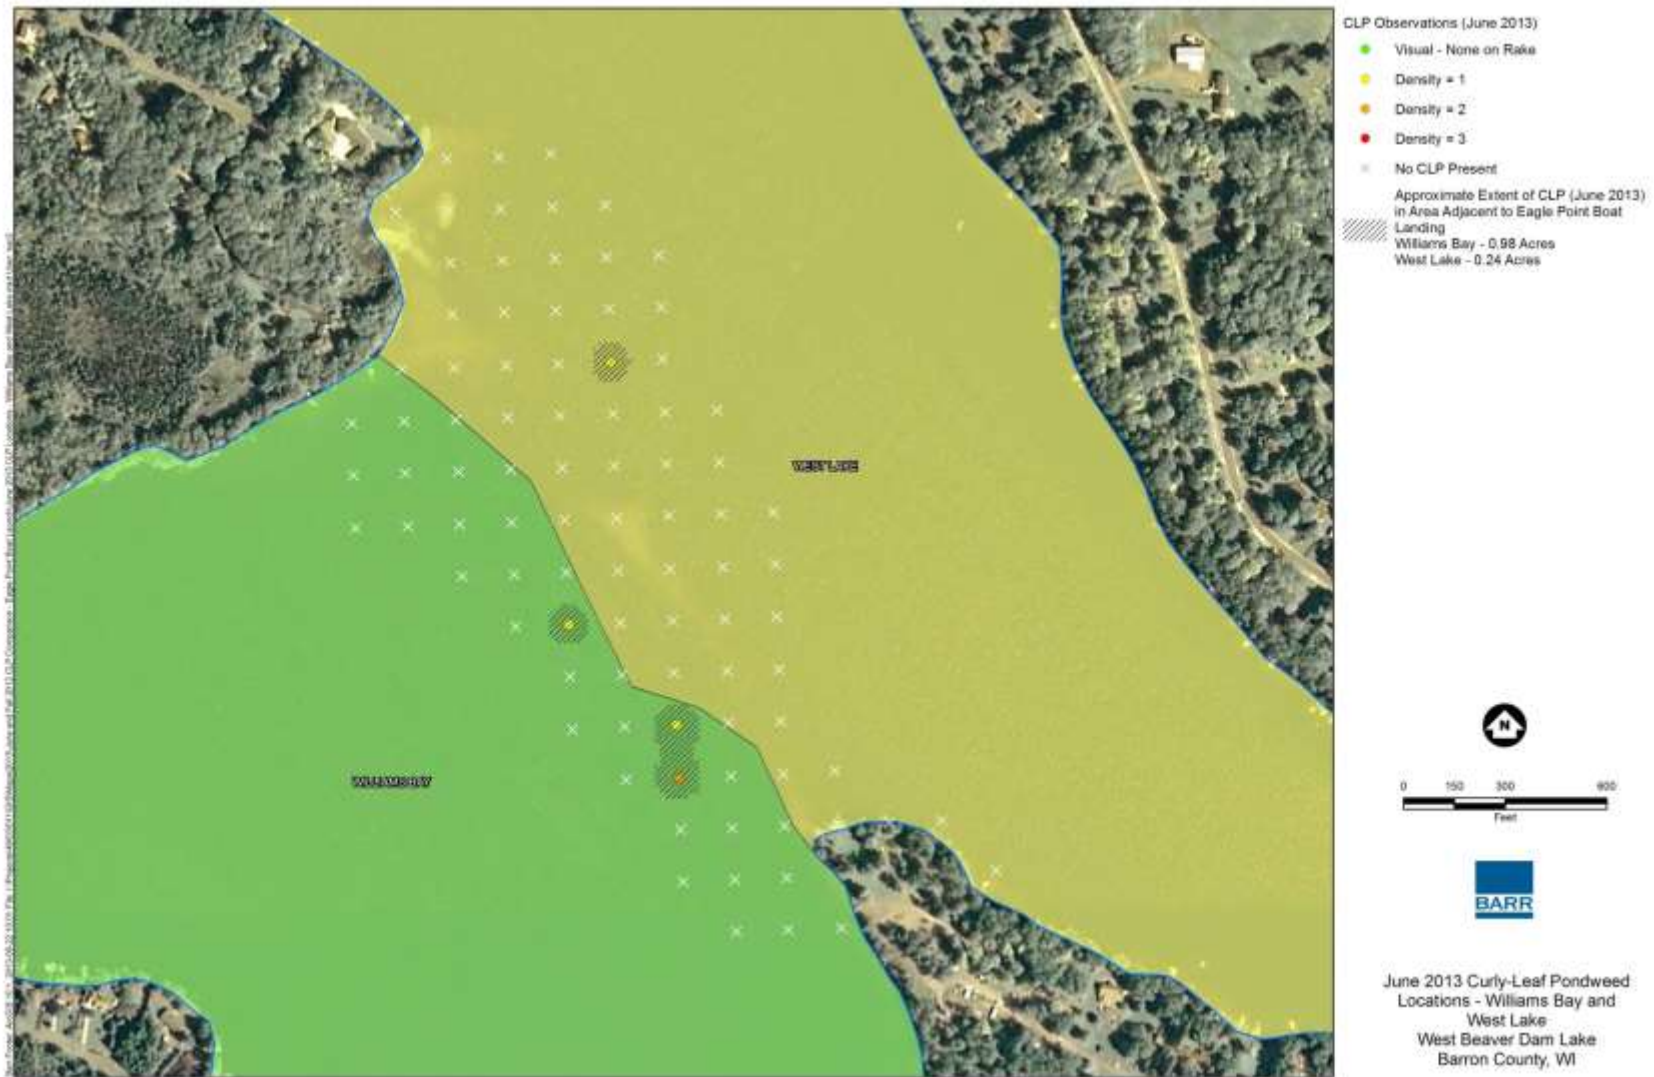 CLP Observations (June 2013)
Visual - None on Rake
Density = 1
Density = 2
Density = 3
No CLP Present
Approximate Extent of CLP (June 2013)
in Area Adjacent to Eagle Point Boat
Landing
Williams Bay - 0.98 Acres
West Lake - 0.24 Acres
WEST LAKE
WILLIAMS BAY
N
0 150 300 600
Feet
BARR
June 2013 Curly-Leaf Pondweed
Locations - Williams Bay and
West Lake
West Beaver Dam Lake
Barron County, WI